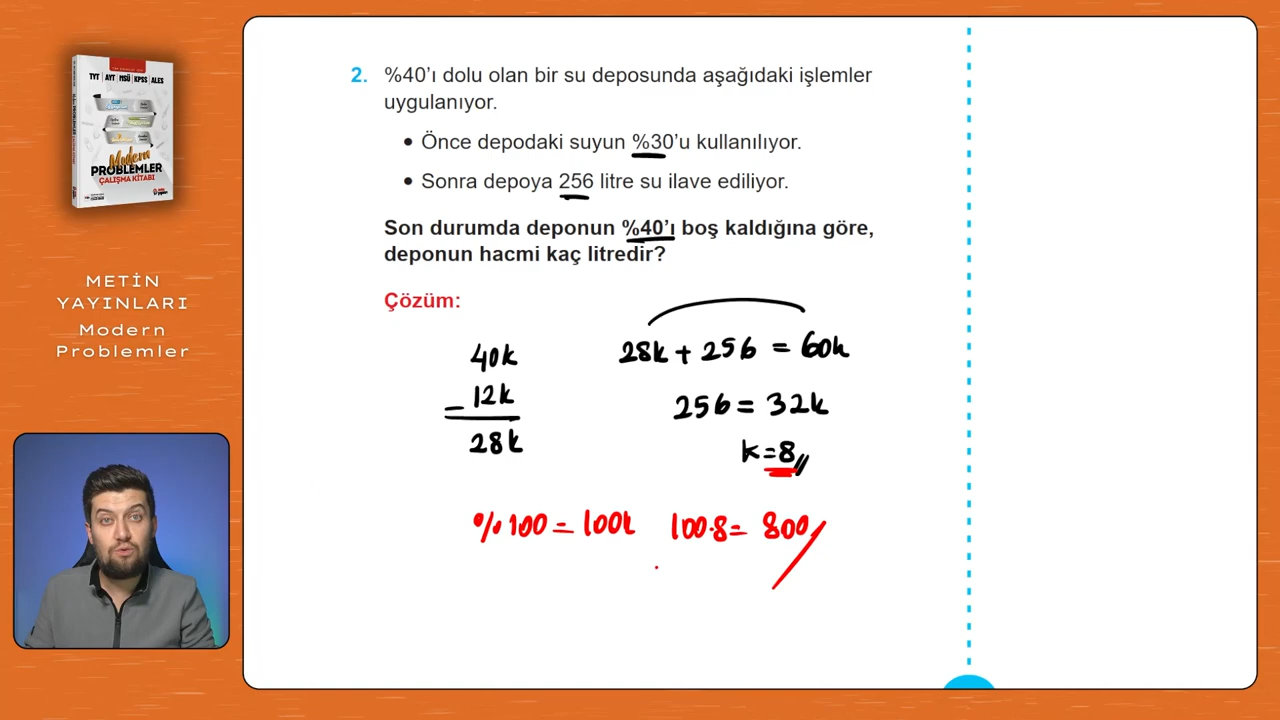 TYT | AYT | MSÜ | KPSS | ALES
Modern
PROBLEMLER
ÇALIŞMA KİTABI
METİN
YAYINLARI
Modern
Problemler
2. %40'ı dolu olan bir su deposunda aşağıdaki işlemler
uygulanıyor.
• Önce depodaki suyun %30'u kullanılıyor.
• Sonra depoya 256 litre su ilave ediliyor.
Son durumda deponun %40'ı boş kaldığına göre,
deponun hacmi kaç litredir?
Çözüm:
40k
- 12k
28k
28k + 256 = 60k
256 = 32k
k=8
%100 = 100k 100·8= 800